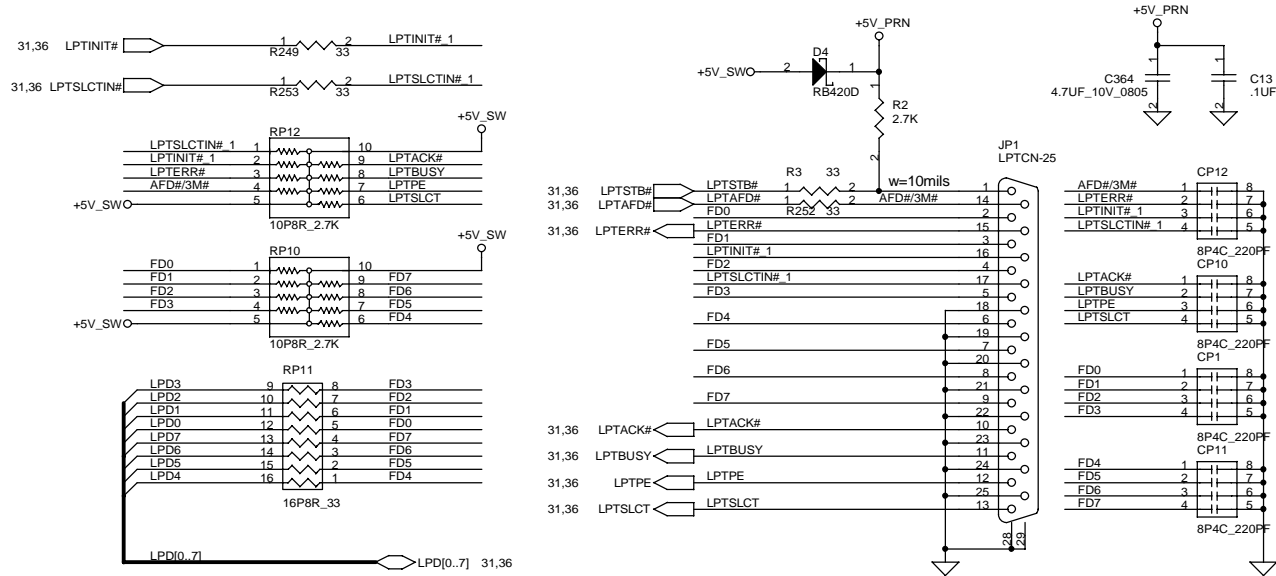 31,36 LPTINIT# 1 R249 2 33 LPTINIT#_1
31,36 LPTSLCTIN# 1 R253 2 33 LPTSLCTIN#_1
+5V_SW
RP12
LPTSLCTIN#_1 1 10
LPTINIT#_1 2 9 LPTACK#
LPTERR# 3 8 LPTBUSY
AFD#/3M# 4 7 LPTPE
+5V_SW 5 6 LPTSLCT
10P8R_2.7K
+5V_SW
RP10
FD0 1 10
FD1 2 9 FD7
FD2 3 8 FD6
FD3 4 7 FD5
+5V_SW 5 6 FD4
10P8R_2.7K
RP11
LPD3 9 8 FD3
LPD2 10 7 FD2
LPD1 11 6 FD1
LPD0 12 5 FD0
LPD7 13 4 FD7
LPD6 14 3 FD6
LPD5 15 2 FD5
LPD4 16 1 FD4
16P8R_33
LPD[0..7]
LPD[0..7] 31,36
+5V_PRN
D4
+5V_SW 2 1
RB420D
1
R2
2.7K
2
JP1
LPTCN-25
R3 33 w=10mils
31,36 LPTSTB# LPTSTB# 1 2 1
31,36 LPTAFD# LPTAFD# 1 2 AFD#/3M# 14
R252 33
FD0 2
31,36 LPTERR# LPTERR# 15
FD1 3
LPTINIT#_1 16
FD2 4
LPTSLCTIN#_1 17
FD3 5
18
FD4 6
19
FD5 7
20
FD6 8
21
FD7 9
22
31,36 LPTACK# LPTACK# 10
23
31,36 LPTBUSY LPTBUSY 11
24
31,36 LPTPE LPTPE 12
25
31,36 LPTSLCT LPTSLCT 13
28 29
+5V_PRN
1 1
C364 C13
4.7UF_10V_0805 .1UF
2 2
CP12
AFD#/3M# 1 8
LPTERR# 2 7
LPTINIT#_1 3 6
LPTSLCTIN#_1 4 5
8P4C_220PF
CP10
LPTACK# 1 8
LPTBUSY 2 7
LPTPE 3 6
LPTSLCT 4 5
8P4C_220PF
CP1
FD0 1 8
FD1 2 7
FD2 3 6
FD3 4 5
8P4C_220PF
CP11
FD4 1 8
FD5 2 7
FD6 3 6
FD7 4 5
8P4C_220PF